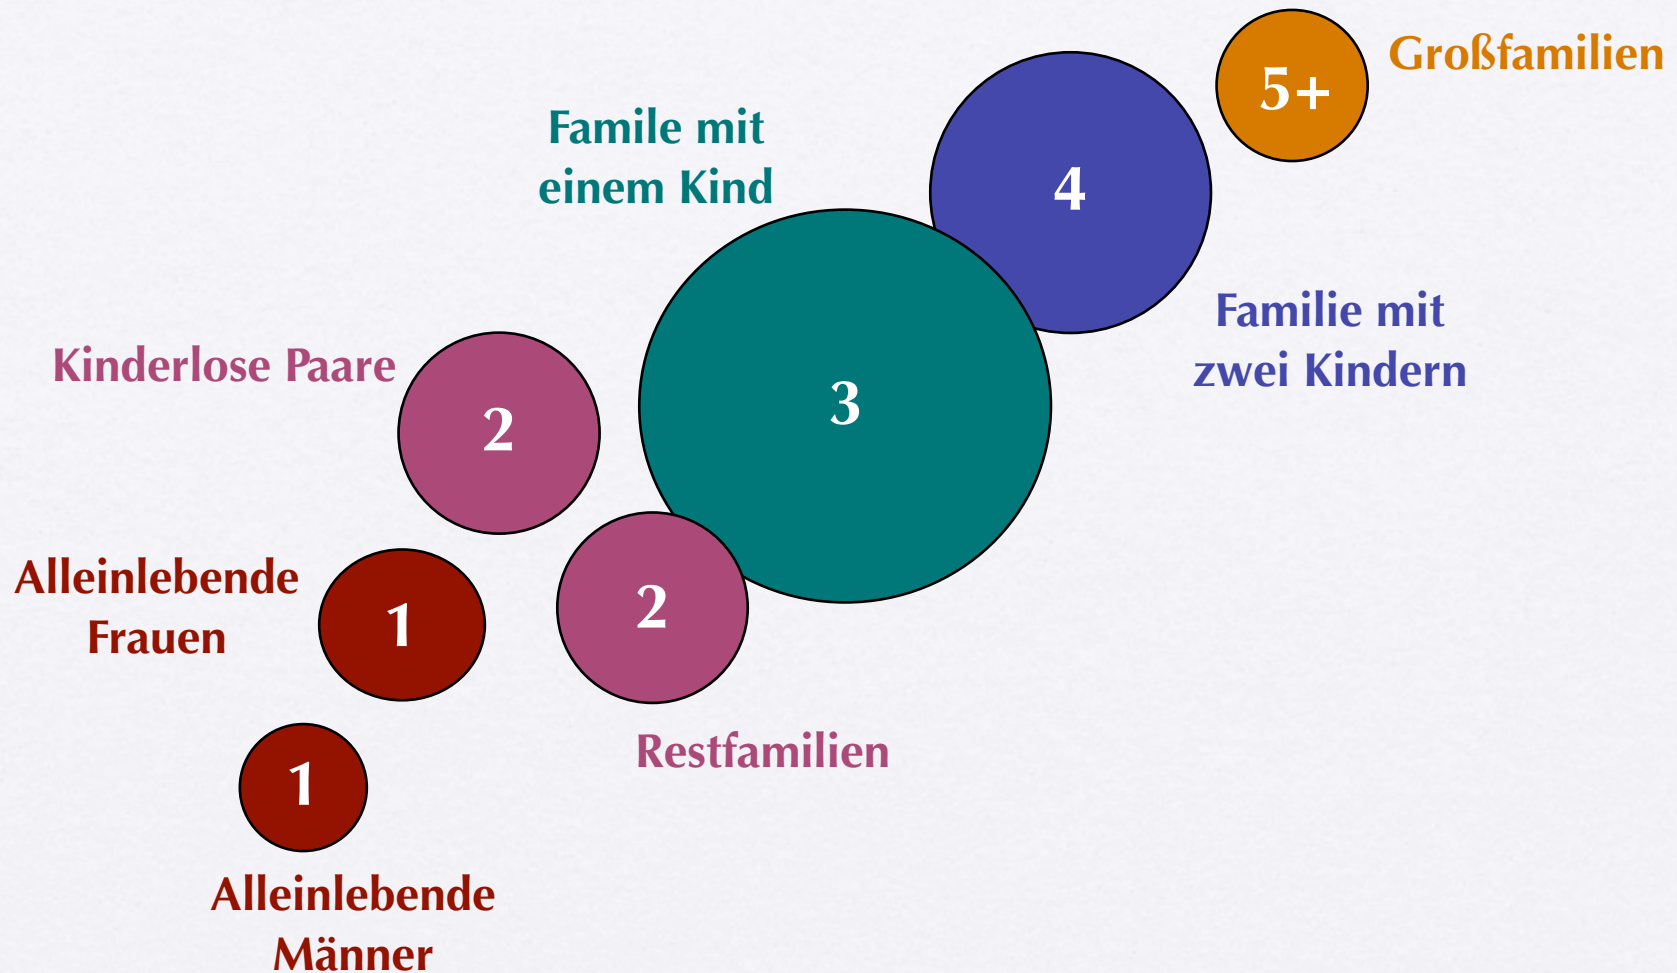 Großfamilien
5+
Famile mit
einem Kind
4
Familie mit
zwei Kindern
Kinderlose Paare
3
2
Alleinlebende
Frauen
1
2
Restfamilien
1
Alleinlebende
Männer